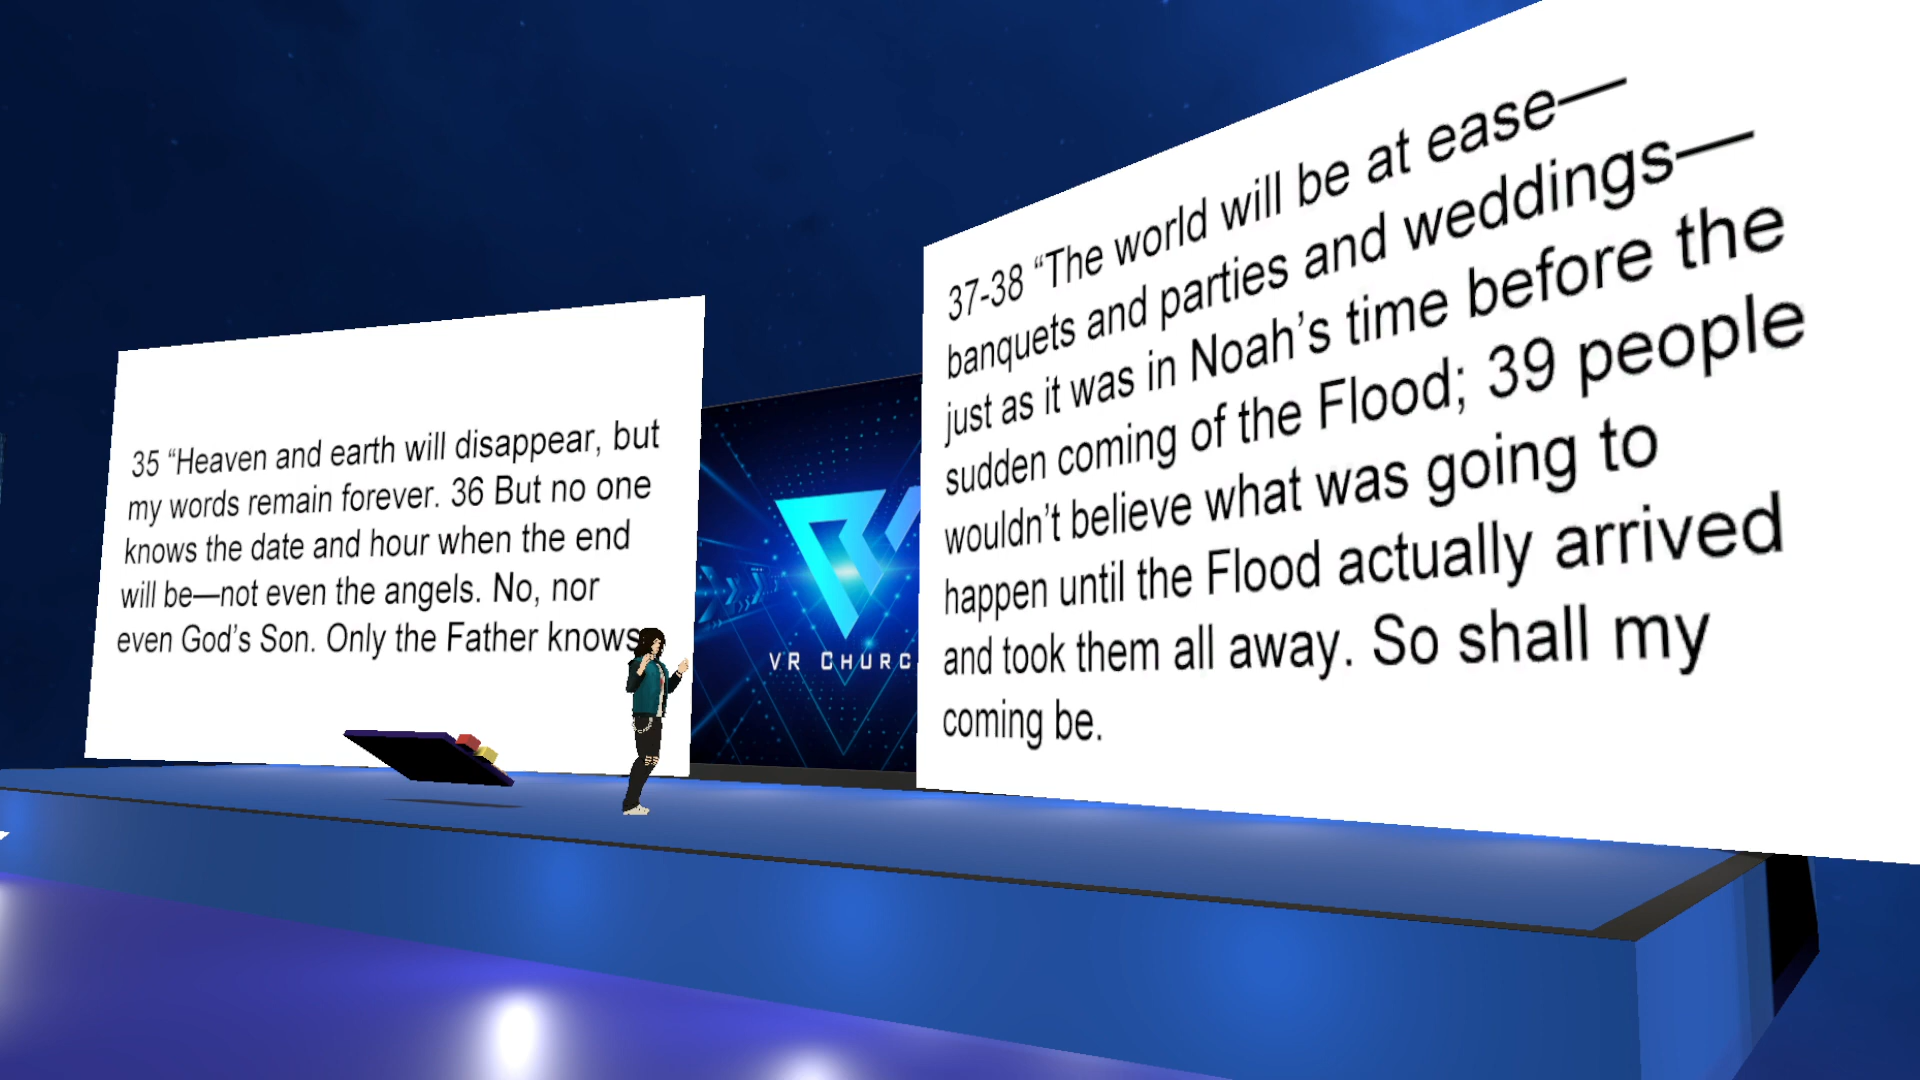 35 “Heaven and earth will disappear, but
my words remain forever. 36 But no one
knows the date and hour when the end
will be—not even the angels. No, nor
even God’s Son. Only the Father knows
VR CHURC
37-38 “The world will be at ease—
banquets and parties and weddings—
just as it was in Noah’s time before the
sudden coming of the Flood; 39 people
wouldn’t believe what was going to
happen until the Flood actually arrived
and took them all away. So shall my
coming be.